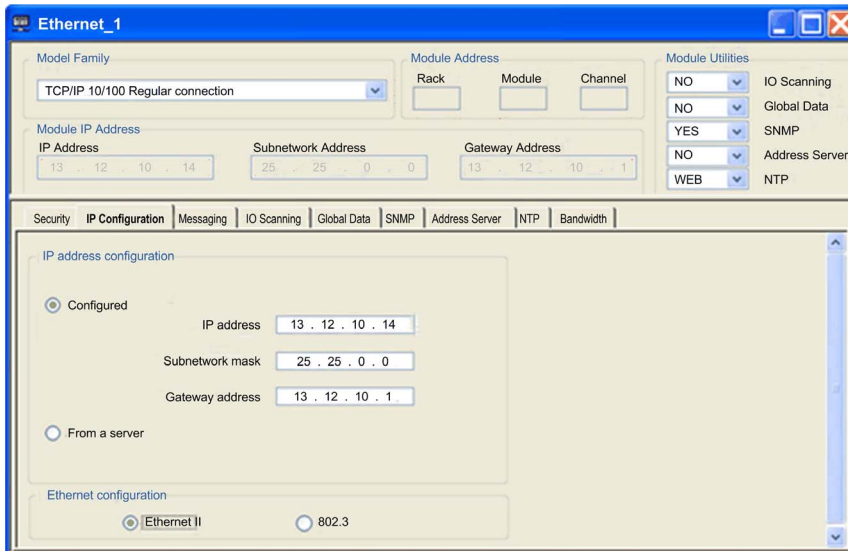 Ethernet_1
Model Family
TCP/IP 10/100 Regular connection
Module Address
Rack Module Channel
Module Utilities
NO IO Scanning
NO Global Data
YES SNMP
NO Address Server
WEB NTP
Module IP Address
IP Address Subnetwork Address Gateway Address
13 . 12 . 10 . 14 25 . 25 . 0 . 0 13 . 12 . 10 . 1
Security IP Configuration Messaging IO Scanning Global Data SNMP Address Server NTP Bandwidth
IP address configuration
Configured
IP address 13 . 12 . 10 . 14
Subnetwork mask 25 . 25 . 0 . 0
Gateway address 13 . 12 . 10 . 1
From a server
Ethernet configuration
Ethernet II 802.3